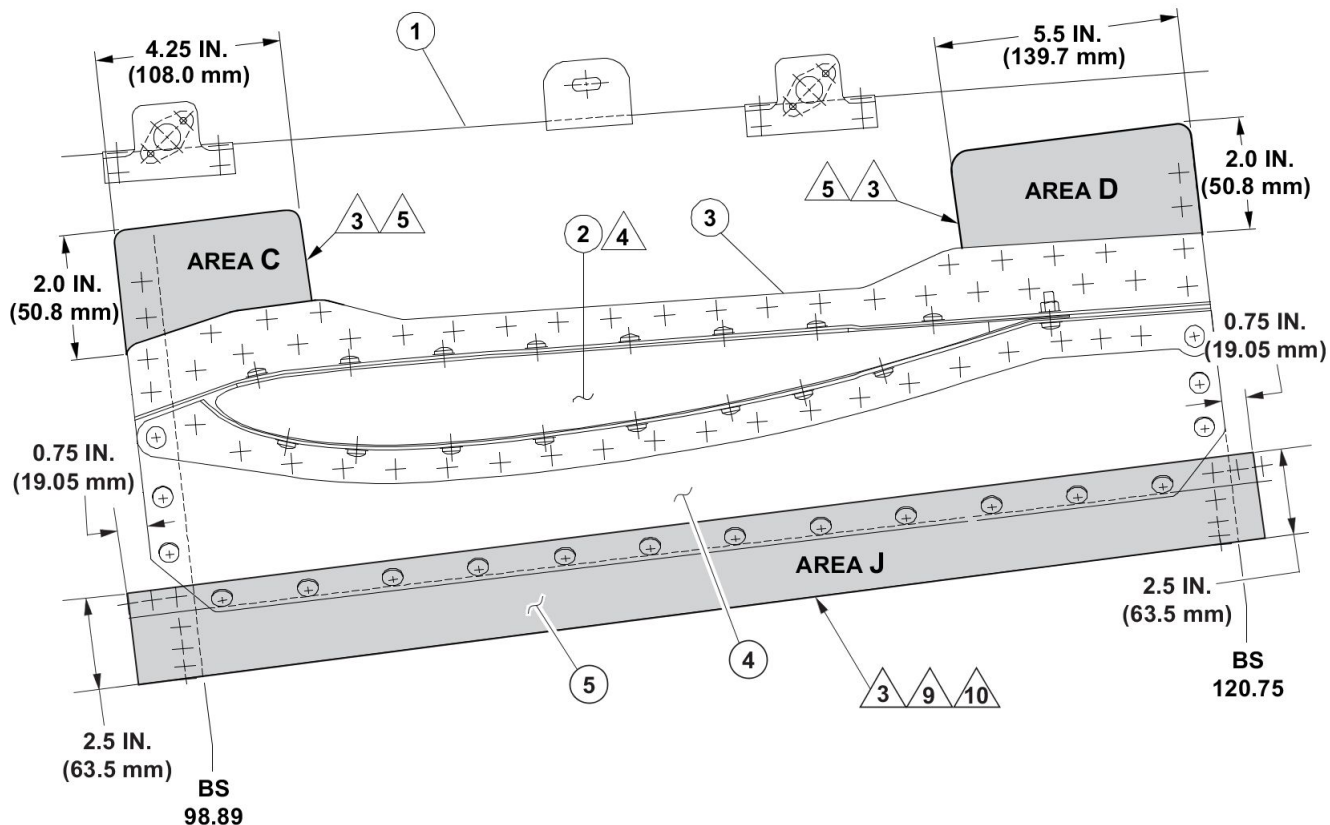 4.25 IN.
(108.0 mm)
1
5.5 IN.
(139.7 mm)
2.0 IN.
(50.8 mm)
AREA D
5 3
3 5
3
2 4
AREA C
2.0 IN.
(50.8 mm)
0.75 IN.
(19.05 mm)
0.75 IN.
(19.05 mm)
AREA J
2.5 IN.
(63.5 mm)
4
5
3 9 10
BS
120.75
2.5 IN.
(63.5 mm)
BS
98.89